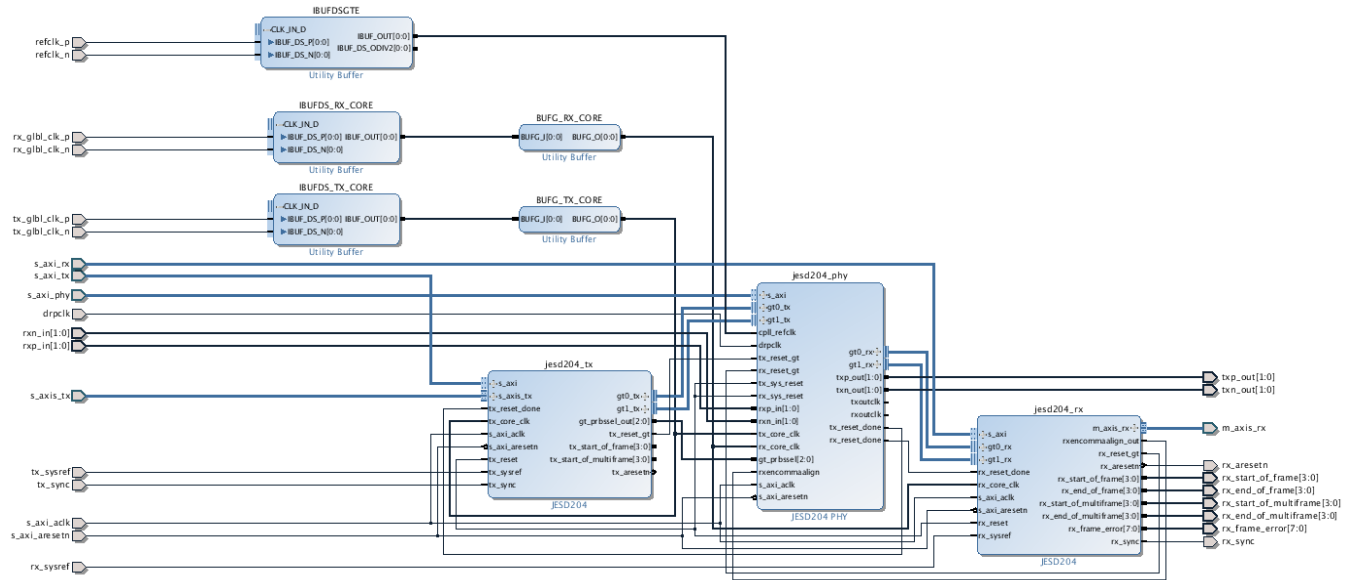 IBUFDSGTE
CLK_IN_D
IBUF_DS_P[0:0]
IBUF_DS_N[0:0]
IBUF_OUT[0:0]
IBUF_DS_ODIV2[0:0]
Utility Buffer
refclk_p
refclk_n
IBUFDS_RX_CORE
CLK_IN_D
IBUF_DS_P[0:0] IBUF_OUT[0:0]
IBUF_DS_N[0:0]
Utility Buffer
rx_glbl_clk_p
rx_glbl_clk_n
BUFG_RX_CORE
BUFG_I[0:0] BUFG_O[0:0]
Utility Buffer
IBUFDS_TX_CORE
CLK_IN_D
IBUF_DS_P[0:0] IBUF_OUT[0:0]
IBUF_DS_N[0:0]
Utility Buffer
tx_glbl_clk_p
tx_glbl_clk_n
BUFG_TX_CORE
BUFG_I[0:0] BUFG_O[0:0]
Utility Buffer
s_axi_rx
s_axi_tx
s_axi_phy
drpclk
rxn_in[1:0]
rxp_in[1:0]
s_axis_tx
tx_sysref
tx_sync
s_axi_aclk
s_axi_aresetn
rx_sysref
jesd204_tx
s_axi
s_axis_tx
tx_reset_done
tx_core_clk
s_axi_aclk
s_axi_aresetn
tx_reset
tx_sysref
tx_sync
gt0_tx
gt1_tx
gt_prbssel_out[2:0]
tx_reset_gt
tx_start_of_frame[3:0]
tx_start_of_multiframe[3:0]
tx_aresetn
JESD204
jesd204_phy
s_axi
gt0_tx
gt1_tx
cpll_refclk
drpclk
tx_reset_gt
rx_reset_gt
tx_sys_reset
rx_sys_reset
rxp_in[1:0]
rxn_in[1:0]
tx_core_clk
rx_core_clk
gt_prbssel[2:0]
rxencommaalign
s_axi_aclk
s_axi_aresetn
gt0_rx
gt1_rx
txp_out[1:0]
txn_out[1:0]
txoutclk
rxoutclk
tx_reset_done
rx_reset_done
JESD204 PHY
jesd204_rx
s_axi
gt0_rx
gt1_rx
rx_reset_done
rx_core_clk
s_axi_aclk
s_axi_aresetn
rx_reset
rx_sysref
m_axis_rx
rxencommaalign_out
rx_reset_gt
rx_aresetn
rx_start_of_frame[3:0]
rx_end_of_frame[3:0]
rx_start_of_multiframe[3:0]
rx_end_of_multiframe[3:0]
rx_frame_error[7:0]
rx_sync
JESD204
txp_out[1:0]
txn_out[1:0]
m_axis_rx
rx_aresetn
rx_start_of_frame[3:0]
rx_end_of_frame[3:0]
rx_start_of_multiframe[3:0]
rx_end_of_multiframe[3:0]
rx_frame_error[7:0]
rx_sync